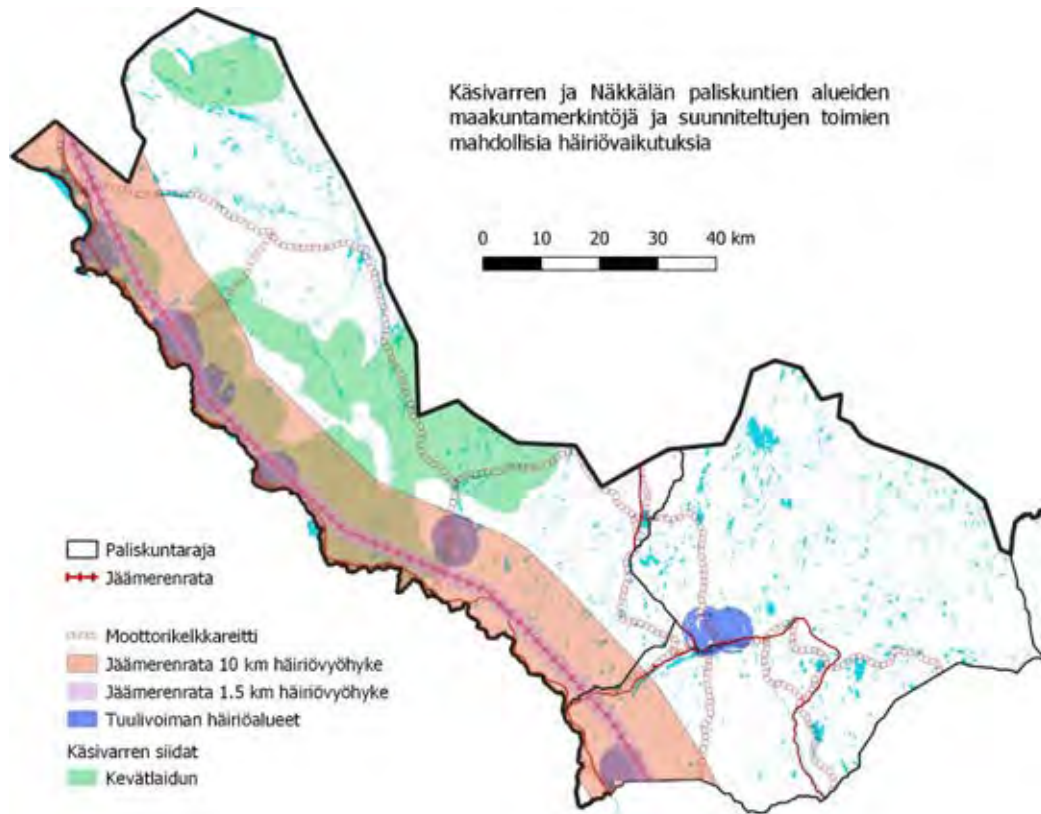 Käsivarren ja Näkkälän paliskuntien alueiden
maakuntamerkintöjä ja suunniteltujen toimien
mahdollisia häiriövaikutuksia
0 10 20 30 40 km
Paliskuntaraja
Jäämerenrata
Moottorikelkkareitti
Jäämerenrata 10 km häiriövyöhyke
Jäämerenrata 1.5 km häiriövyöhyke
Tuulivoiman häiriöalueet
Käsivarren siidat
Kevätlaidun